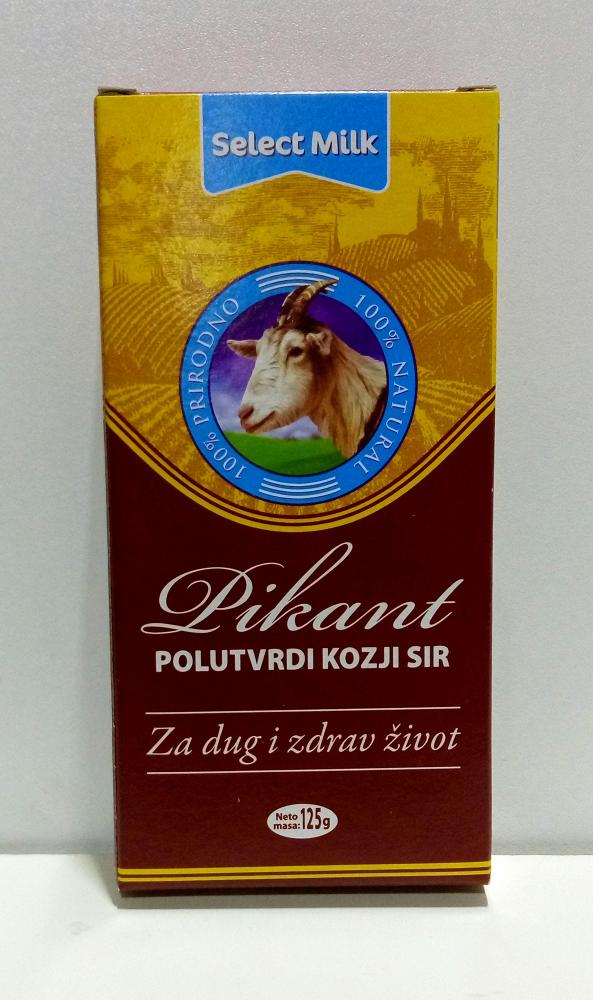 Select Milk
100% PRIRODNO
100% NATURAL
Pikant
POLUTVRDI KOZJI SIR
Za dug i zdrav život
Neto
masa: 125g